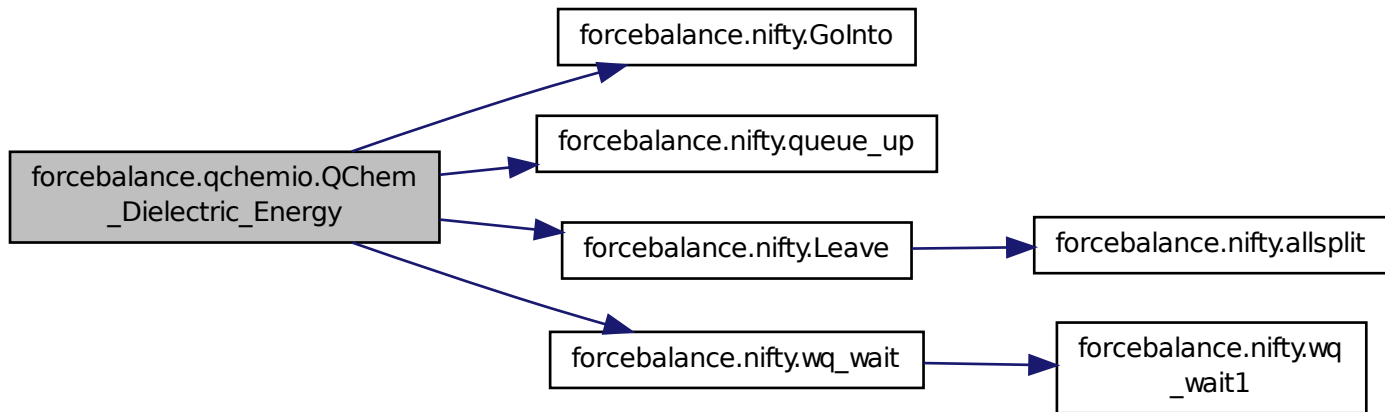 forcebalance.nifty.GoInto
forcebalance.nifty.queue_up
forcebalance.qchemio.QChem
_Dielectric_Energy
forcebalance.nifty.Leave
forcebalance.nifty.allsplit
forcebalance.nifty.wq_wait
forcebalance.nifty.wq
_wait1